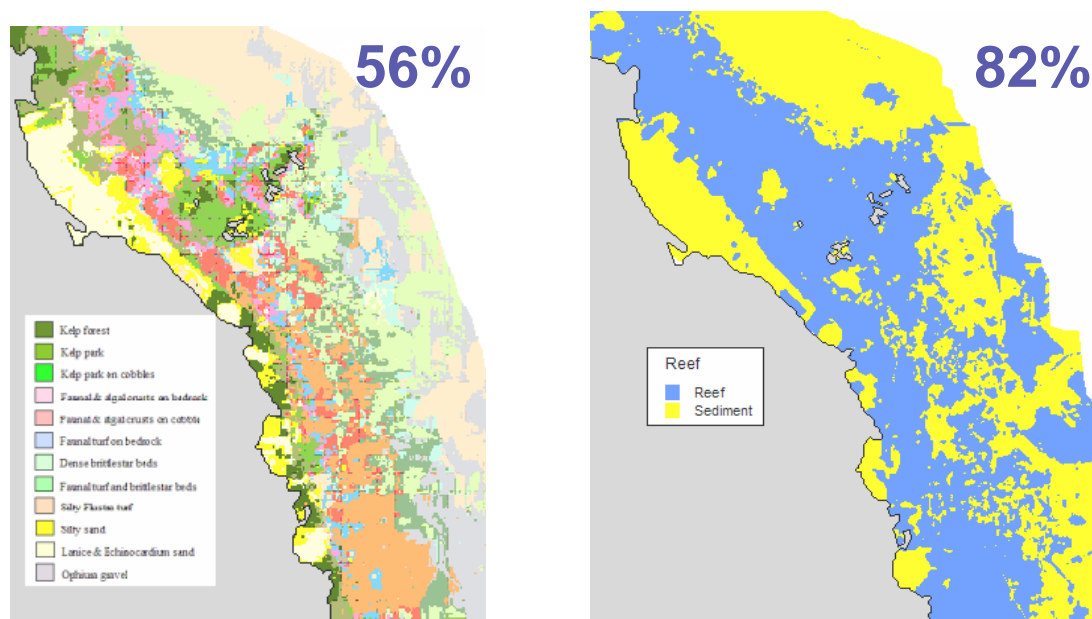 56%
Kelp forest
Kelp park
Kelp park on cobbles
Faunal & algal crusts on bedrock
Faunal & algal crusts on cobble
Faunal turf on bedrock
Dense brittlestar beds
Faunal turf and brittlestar beds
Silty Flustra turf
Silty sand
Lanice & Echinocardium sand
gravel
82%
Reef
Reef
Sediment